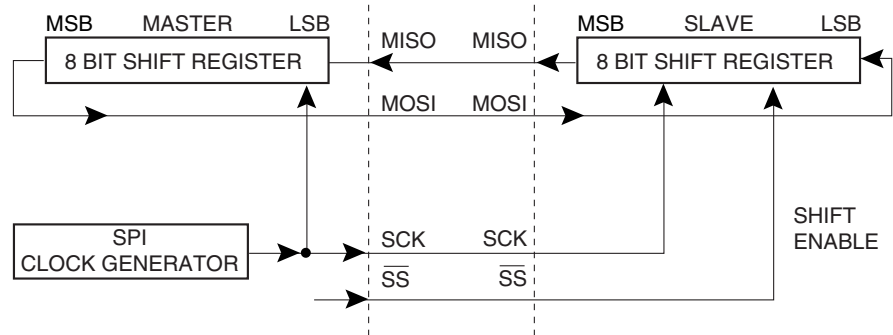 MSB MASTER LSB
8 BIT SHIFT REGISTER
MISO MISO
MSB SLAVE LSB
8 BIT SHIFT REGISTER
MOSI MOSI
SPI
CLOCK GENERATOR
SCK SCK
SS SS
SHIFT
ENABLE